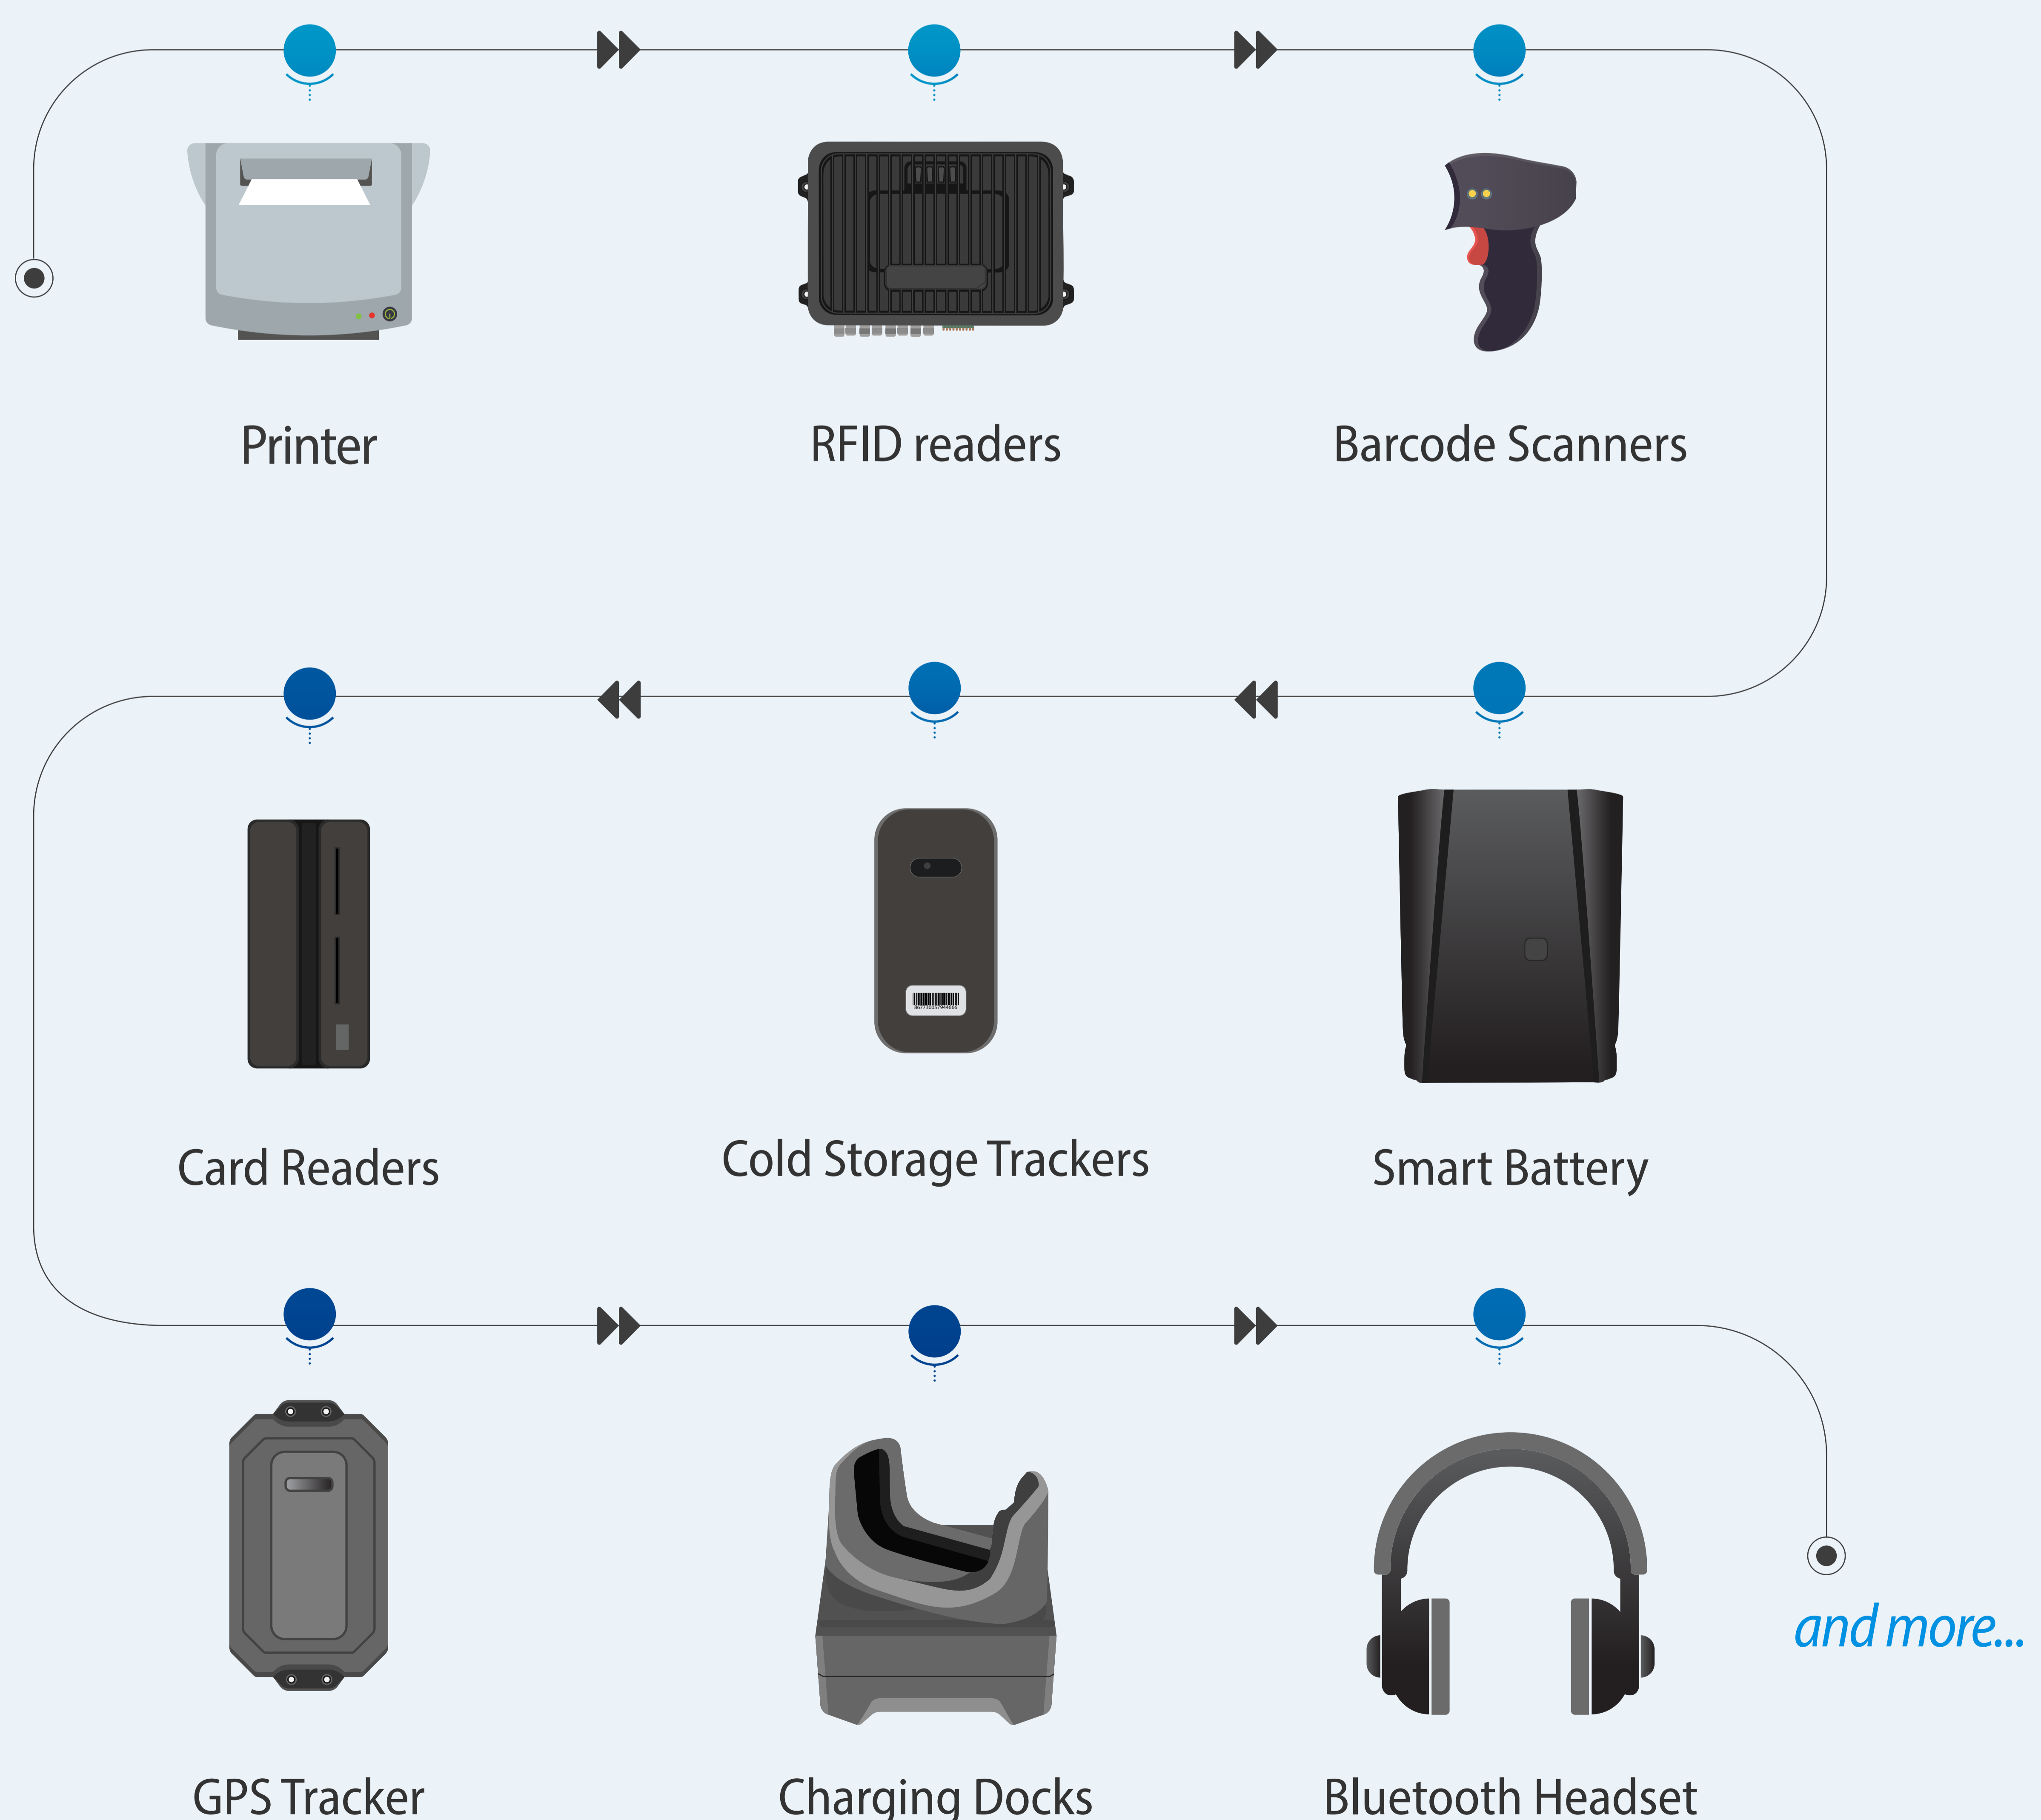 Printer
RFID readers
Barcode Scanners
Card Readers
Cold Storage Trackers
Smart Battery
867730057944666
GPS Tracker
Charging Docks
Bluetooth Headset
and more...